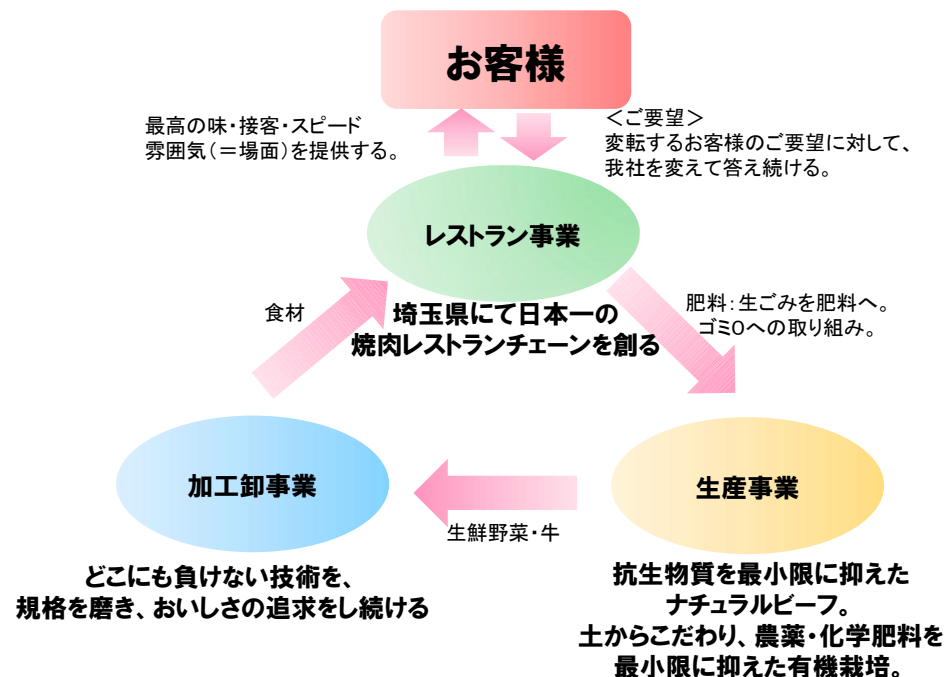 お客様
最高の味・接客・スピード
雰囲気(＝場面)を提供する。
＜ご要望＞
変転するお客様のご要望に対して、
我社を変えて答え続ける。
レストラン事業
食材
埼玉県にて日本一の
焼肉レストランチェーンを創る
肥料：生ごみを肥料へ。
ゴミ0への取り組み。
加工卸事業
生産事業
生鮮野菜・牛
どこにも負けない技術を、
規格を磨き、おいしさの追求をし続ける
抗生物質を最小限に抑えた
ナチュラルビーフ。
土からこだわり、農薬・化学肥料を
最小限に抑えた有機栽培。